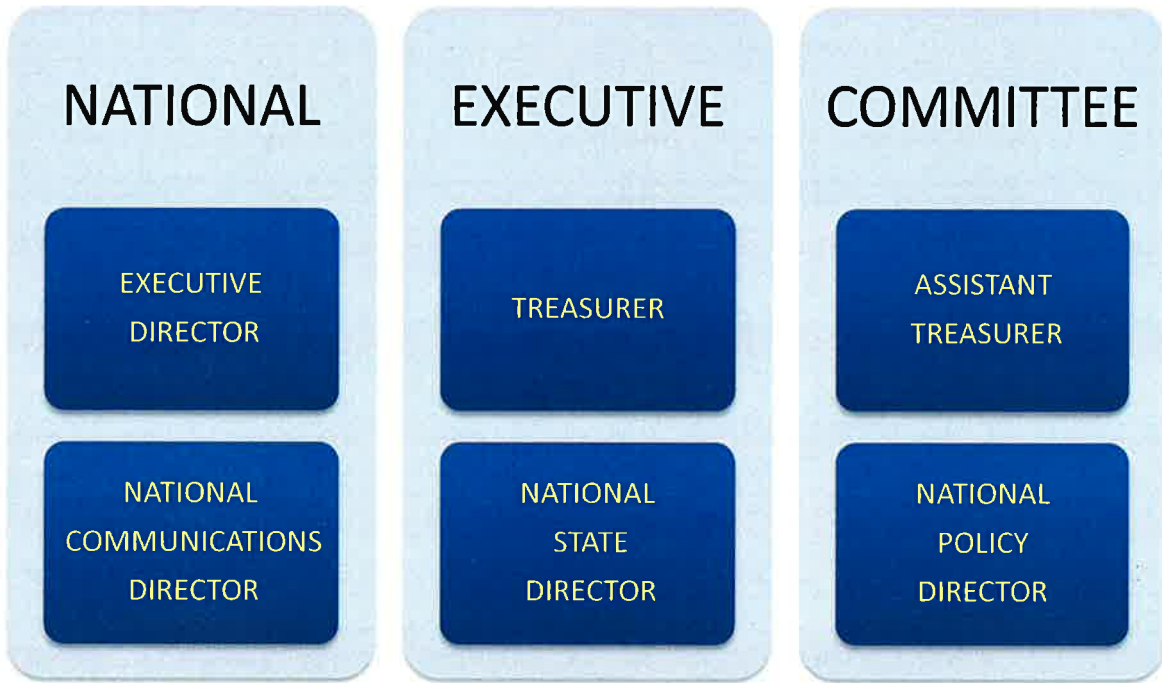 NATIONAL EXECUTIVE COMMITTEE
EXECUTIVE
DIRECTOR
TREASURER
ASSISTANT
TREASURER
NATIONAL
COMMUNICATIONS
DIRECTOR
NATIONAL
STATE
DIRECTOR
NATIONAL
POLICY
DIRECTOR